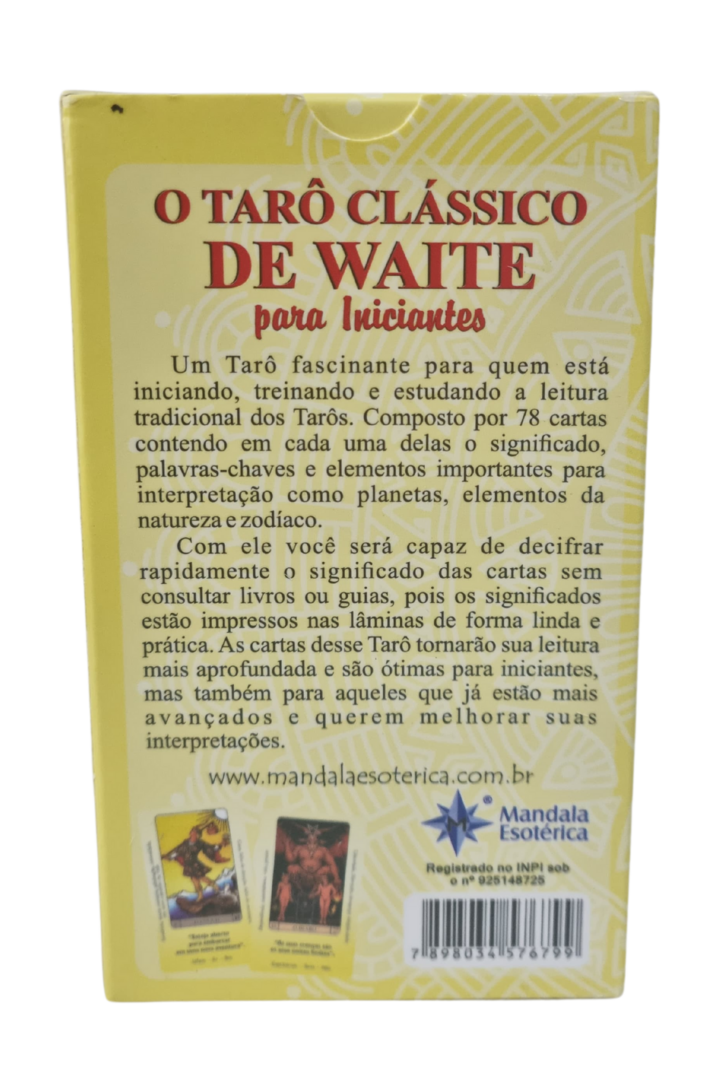 O TARÔ CLÁSSICO
DE WAITE
para Iniciantes
Um Tarô fascinante para quem está
iniciando, treinando e estudando a leitura
tradicional dos Tarôs. Composto por 78 cartas
contendo em cada uma delas o significado,
palavras-chaves e elementos importantes para
interpretação como planetas, elementos da
natureza e zodíaco.
Com ele você será capaz de decifrar
rapidamente o significado das cartas sem
consultar livros ou guias, pois os significados
estão impressos nas lâminas de forma linda e
prática. As cartas desse Tarô tornarão sua leitura
mais aprofundada e são ótimas para iniciantes,
mas também para aqueles que já estão mais
avançados e querem melhorar suas
interpretações.
www.mandalaesoterica.com.br
M
®
Mandala
Esotérica
Registrado no INPI sob
o nº 925148725
7 898034 576799